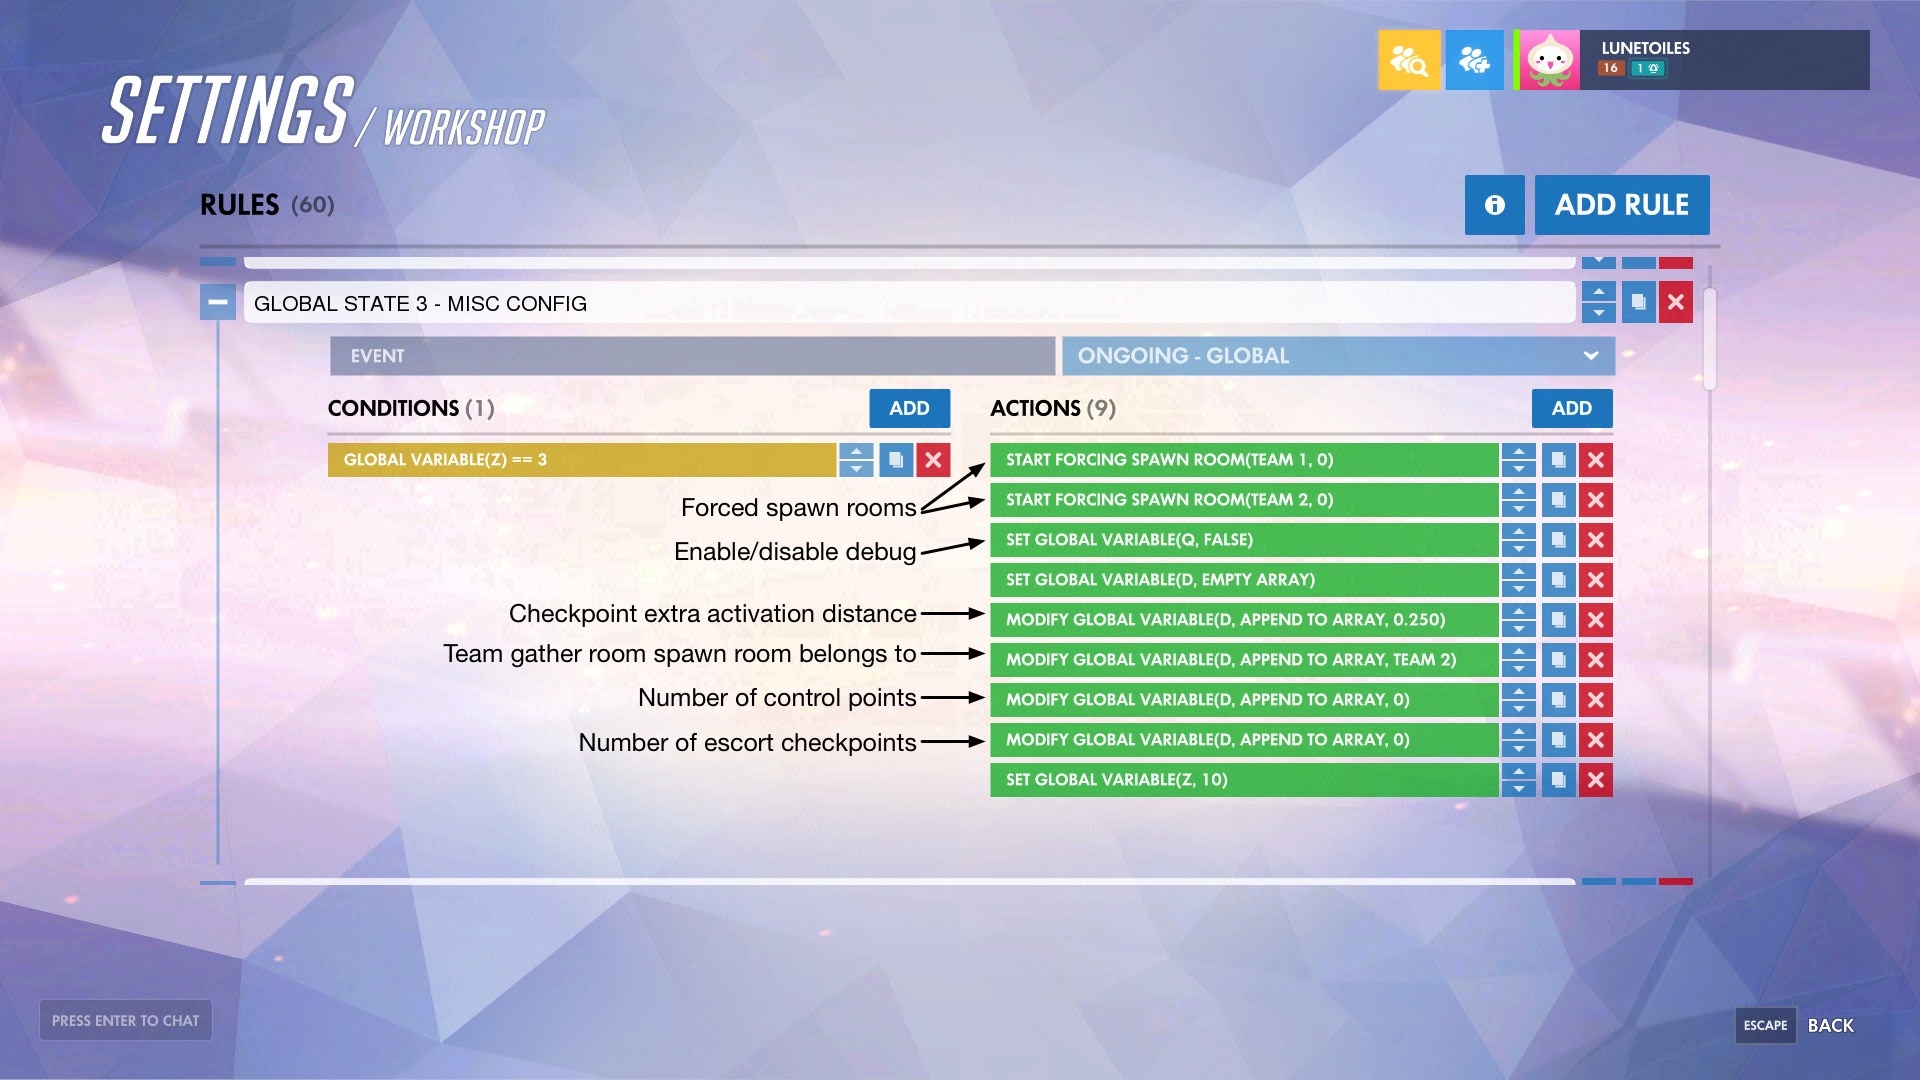 SETTINGS / WORKSHOP
LUNETOILES
16 1
RULES (60)
ADD RULE
GLOBAL STATE 3 - MISC CONFIG
EVENT
ONGOING - GLOBAL
CONDITIONS (1)
ADD
ACTIONS (9)
ADD
GLOBAL VARIABLE(Z) == 3
START FORCING SPAWN ROOM(TEAM 1, 0)
Forced spawn rooms
START FORCING SPAWN ROOM(TEAM 2, 0)
Enable/disable debug
SET GLOBAL VARIABLE(Q, FALSE)
SET GLOBAL VARIABLE(D, EMPTY ARRAY)
Checkpoint extra activation distance
MODIFY GLOBAL VARIABLE(D, APPEND TO ARRAY, 0.250)
Team gather room spawn room belongs to
MODIFY GLOBAL VARIABLE(D, APPEND TO ARRAY, TEAM 2)
Number of control points
MODIFY GLOBAL VARIABLE(D, APPEND TO ARRAY, 0)
Number of escort checkpoints
MODIFY GLOBAL VARIABLE(D, APPEND TO ARRAY, 0)
SET GLOBAL VARIABLE(Z, 10)
PRESS ENTER TO CHAT
ESCAPE BACK